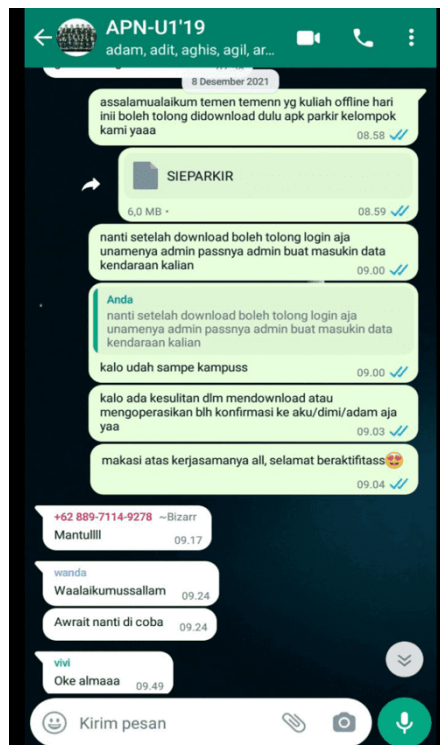 APN-U1'19
adam, adit, aghis, agil, ar...
8 Desember 2021
assalamualaikum temen temenn yg kuliah offline hari
inii boleh tolong didownload dulu apk parkir kelompok
kami yaaa
08.58
SIEPARKIR
6,0 MB •
08.59
nanti setelah download boleh tolong login aja
unamenya admin passnya admin buat masukin data
kendaraan kalian
09.00
Anda
nanti setelah download boleh tolong login aja
unamenya admin passnya admin buat masukin data
kendaraan kalian
kalo udah sampe kampuss
09.00
kalo ada kesulitan dlm mendownload atau
mengoperasikan blh konfirmasi ke aku/dimi/adam aja
yaa
09.03
makasi atas kerjasamanya all, selamat beraktifitass😍
09.04
+62 889-7114-9278 ~Bizarr
Mantullll
09.17
wanda
Waalaikumussallam
09.24
Awrait nanti di coba
09.24
vivi
Oke almaaa
09.49
Kirim pesan